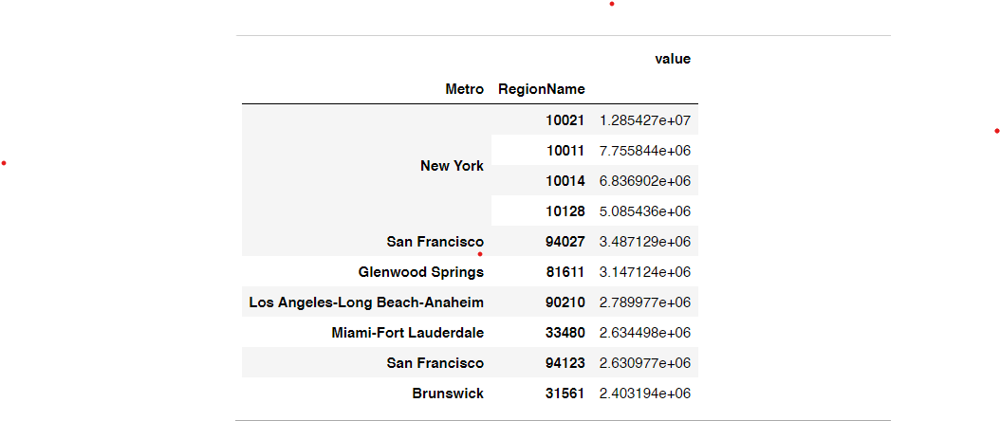 value
Metro RegionName
10021 1.285427e+07
10011 7.755844e+06
New York
10014 6.836902e+06
10128 5.085436e+06
San Francisco 94027 3.487129e+06
Glenwood Springs 81611 3.147124e+06
Los Angeles-Long Beach-Anaheim 90210 2.789977e+06
Miami-Fort Lauderdale 33480 2.634498e+06
San Francisco 94123 2.630977e+06
Brunswick 31561 2.403194e+06